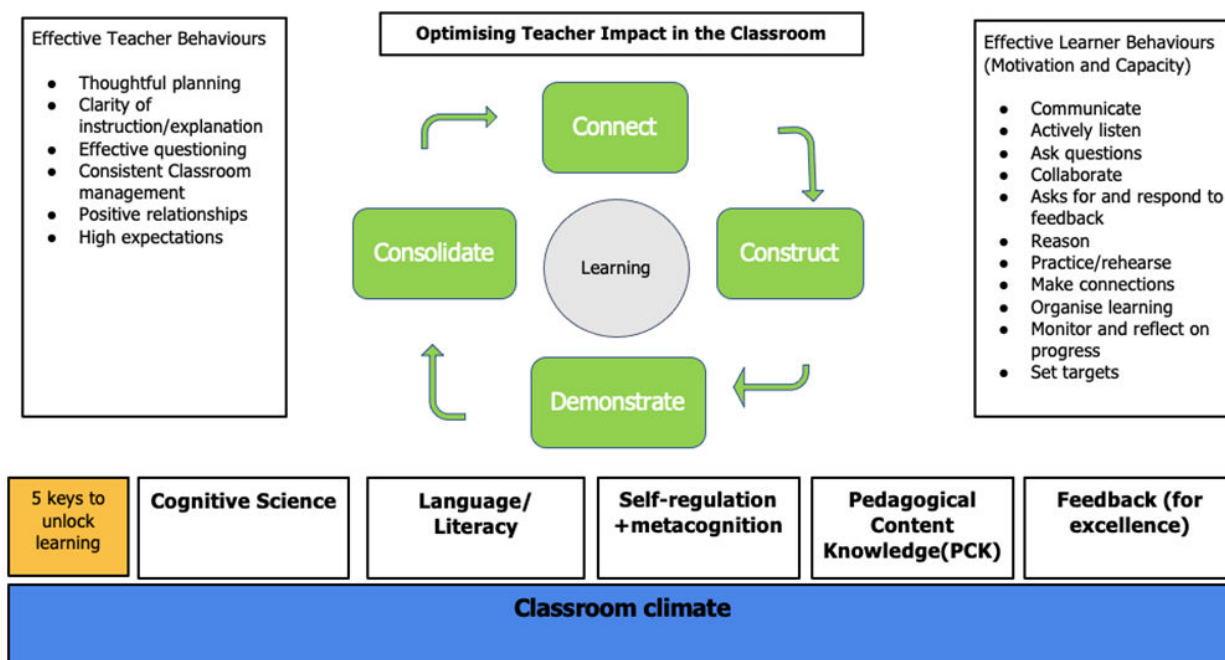 Effective Teacher Behaviours
● Thoughtful planning
● Clarity of
instruction/explanation
● Effective questioning
● Consistent Classroom
management
● Positive relationships
● High expectations
Optimising Teacher Impact in the Classroom
Connect
Consolidate
Learning
Construct
Demonstrate
Effective Learner Behaviours
(Motivation and Capacity)
● Communicate
● Actively listen
● Ask questions
● Collaborate
● Asks for and respond to
feedback
● Reason
● Practice/rehearse
● Make connections
● Organise learning
● Monitor and reflect on
progress
● Set targets
5 keys to
unlock
learning
Cognitive Science
Language/
Literacy
Self-regulation
+metacognition
Pedagogical
Content
Knowledge(PCK)
Feedback (for
excellence)
Classroom climate